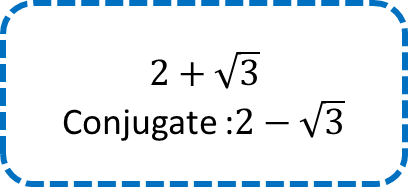 2 + √3
Conjugate :2 − √3